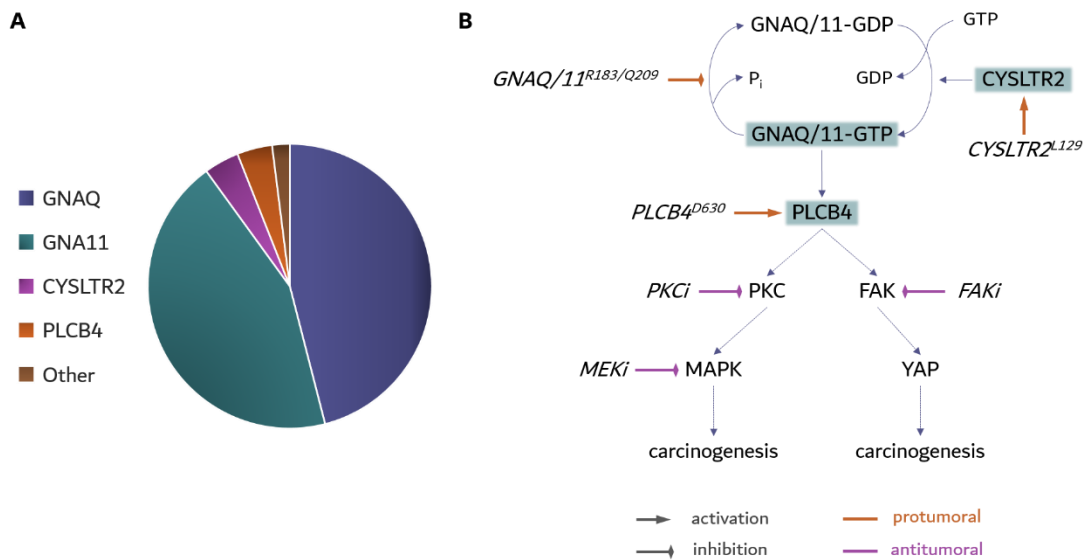 A
GNAQ
GNA11
CYSLTR2
PLCB4
Other
B
GNAQ/11-GDP
GTP
GNAQ/11R183/Q209
Pi
GDP
CYSLTR2
GNAQ/11-GTP
CYSLTR2L129
PLCB4D630
PLCB4
PKCi
PKC
FAK
FAKi
MEKi
MAPK
YAP
carcinogenesis
carcinogenesis
activation
protumoral
inhibition
antitumoral